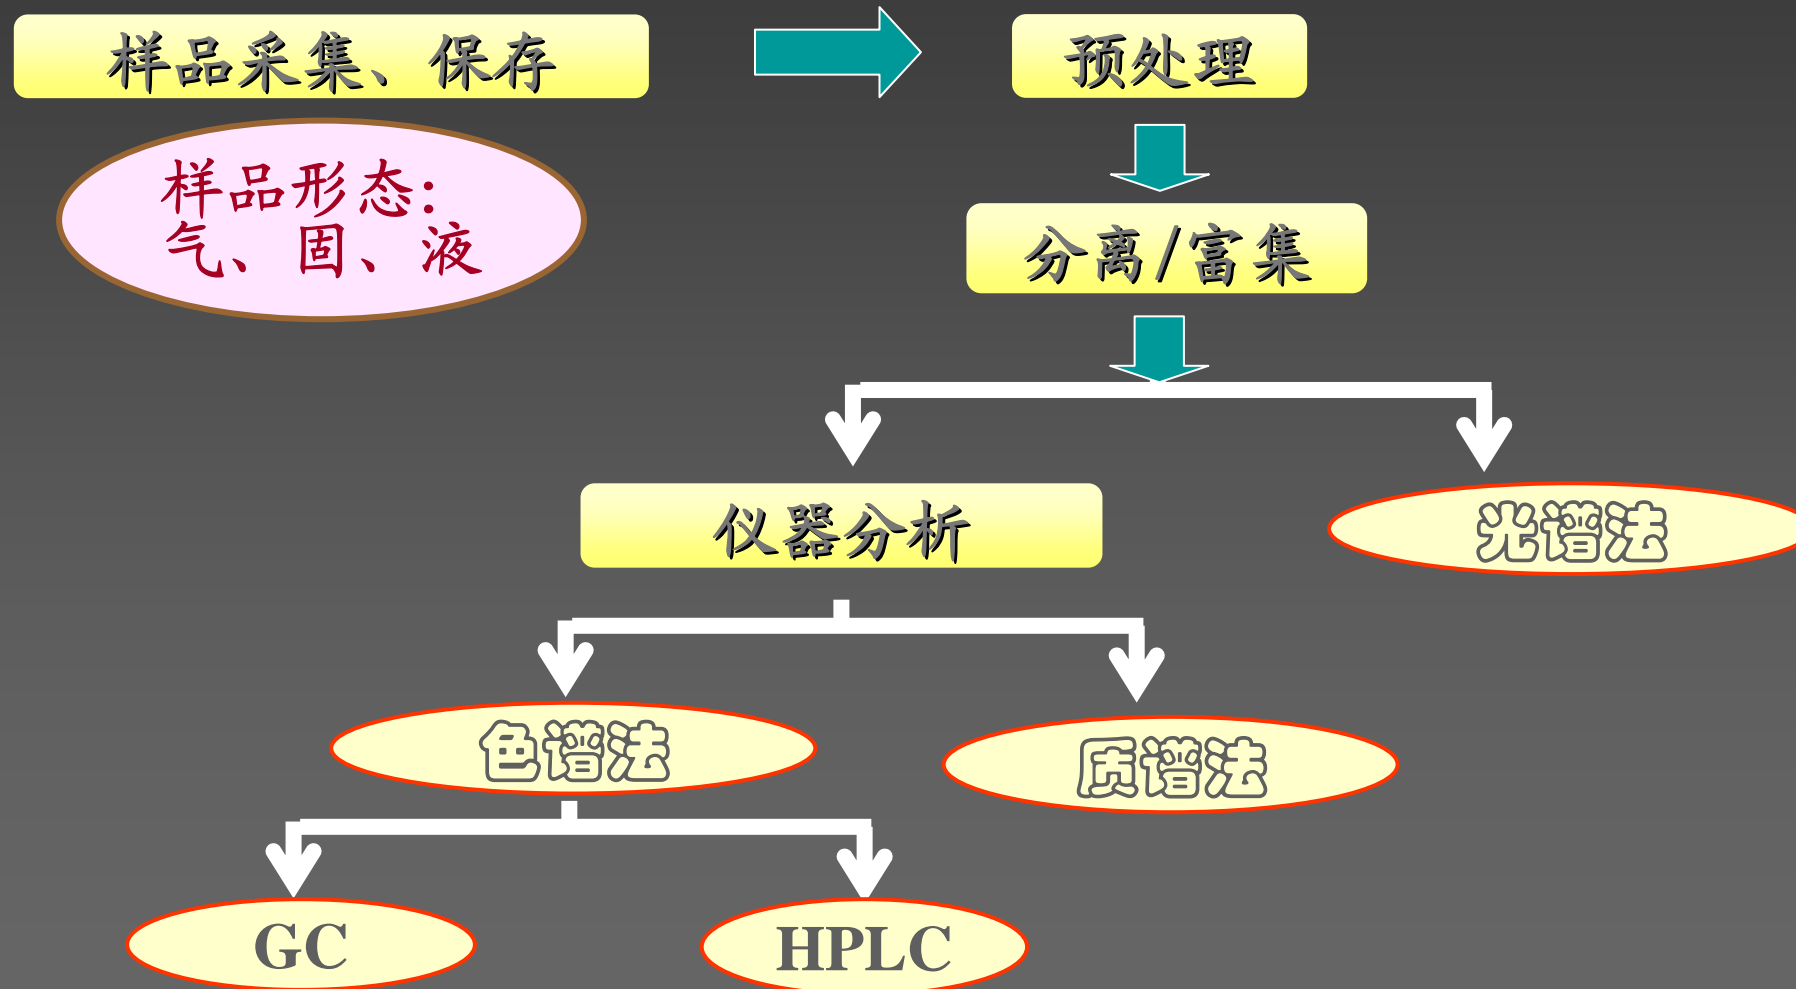 样品采集、保存
预处理
样品形态:
气、固、液
分离/富集
仪器分析
光谱法
色谱法
质谱法
GC
HPLC